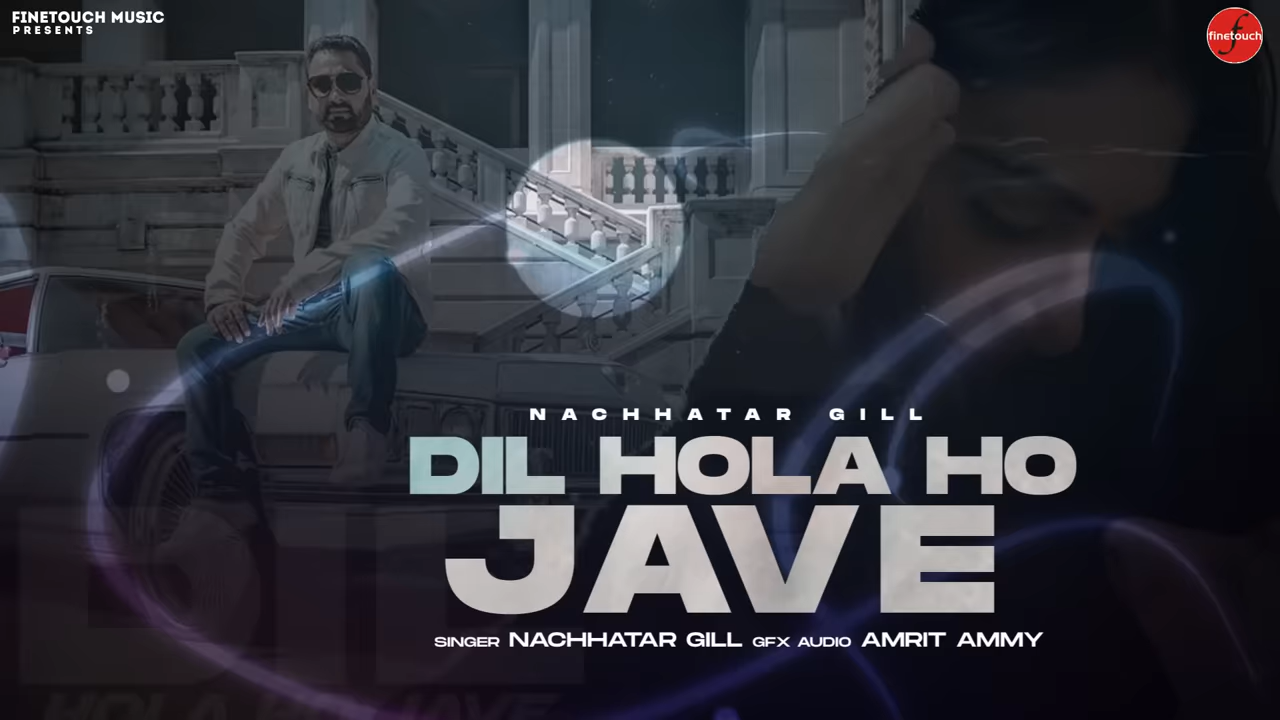 FINETOUCH MUSIC
PRESENTS
finetouch
NACHHATAR GILL
DIL HOLA HO
JAVE
SINGER NACHHATAR GILL GFX AUDIO AMRIT AMMY